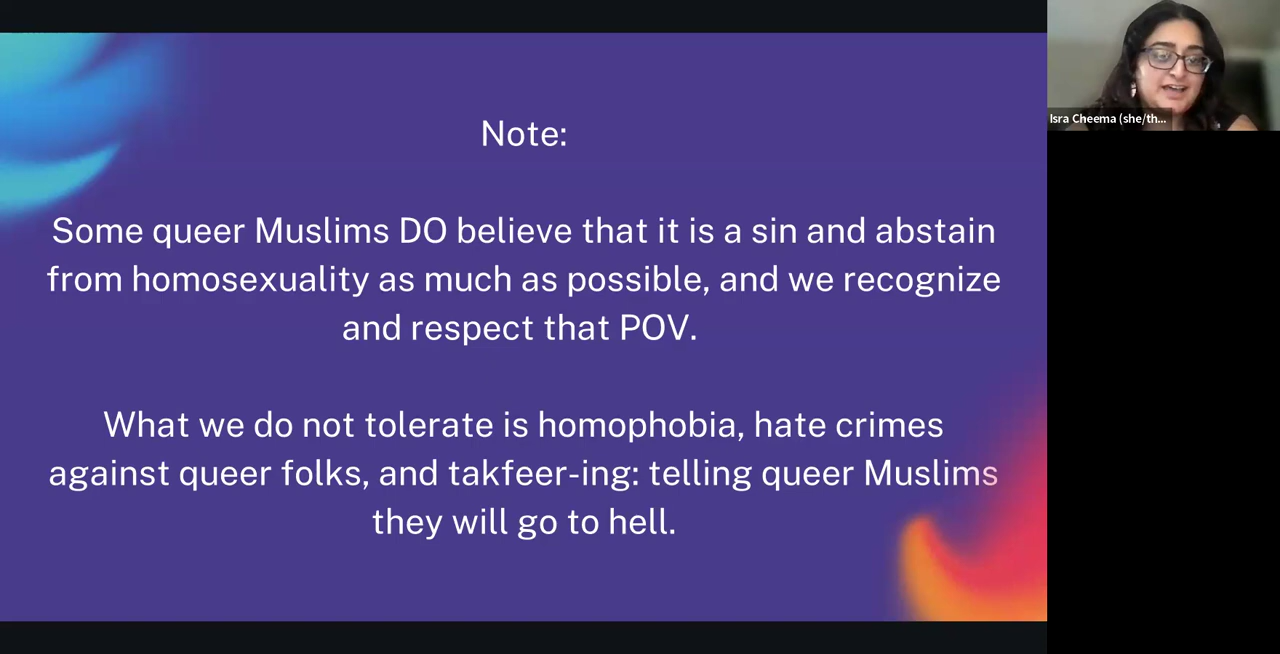 Note:
Some queer Muslims DO believe that it is a sin and abstain
from homosexuality as much as possible, and we recognize
and respect that POV.
What we do not tolerate is homophobia, hate crimes
against queer folks, and takfeer-ing: telling queer Muslims
they will go to hell.
Isra Cheema (she/th...